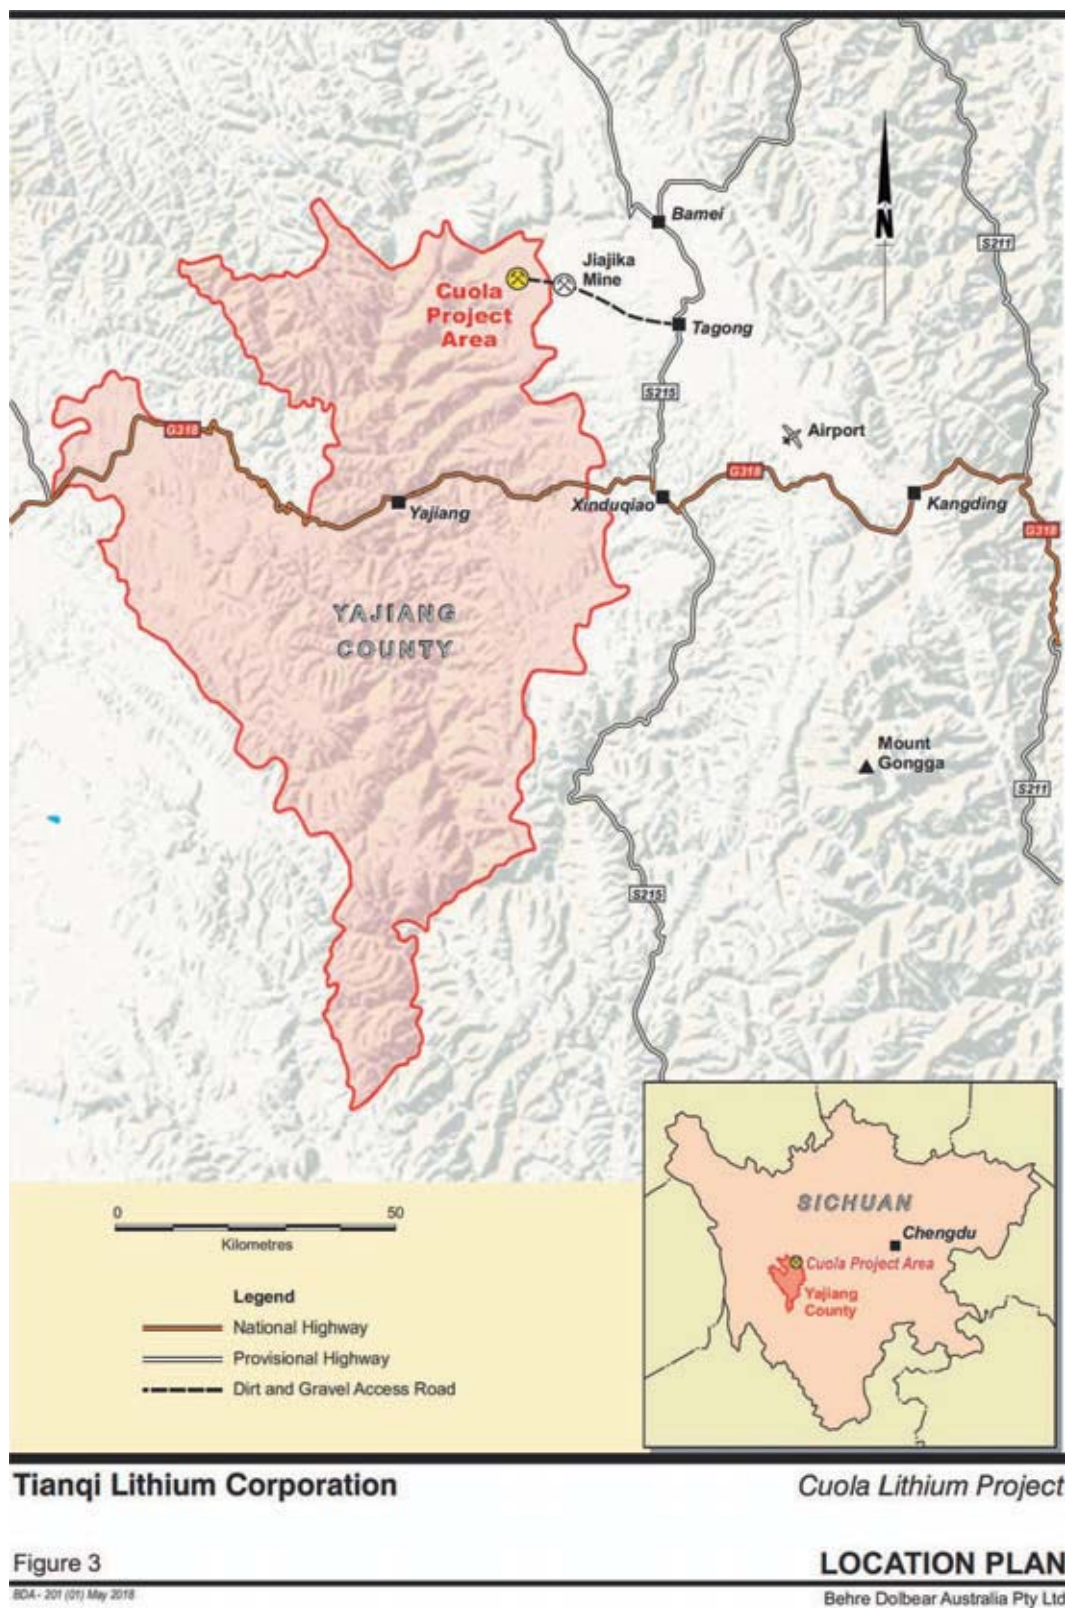 Bamei
S211
Jiajika
Mine
Cuola
Project
Area
Tagong
S215
Airport
G318
G318
Yajiang
Xinduqiao
Kangding
G318
YAJIANG
COUNTY
Mount
Gongga
S211
S215
N
0 50
Kilometres
Legend
National Highway
Provisional Highway
Dirt and Gravel Access Road
SICHUAN
Chengdu
Cuola Project Area
Yajiang
County
Tianqi Lithium Corporation
Cuola Lithium Project
Figure 3
LOCATION PLAN
BDA - 201 (01) May 2018
Behre Dolbear Australia Pty Ltd